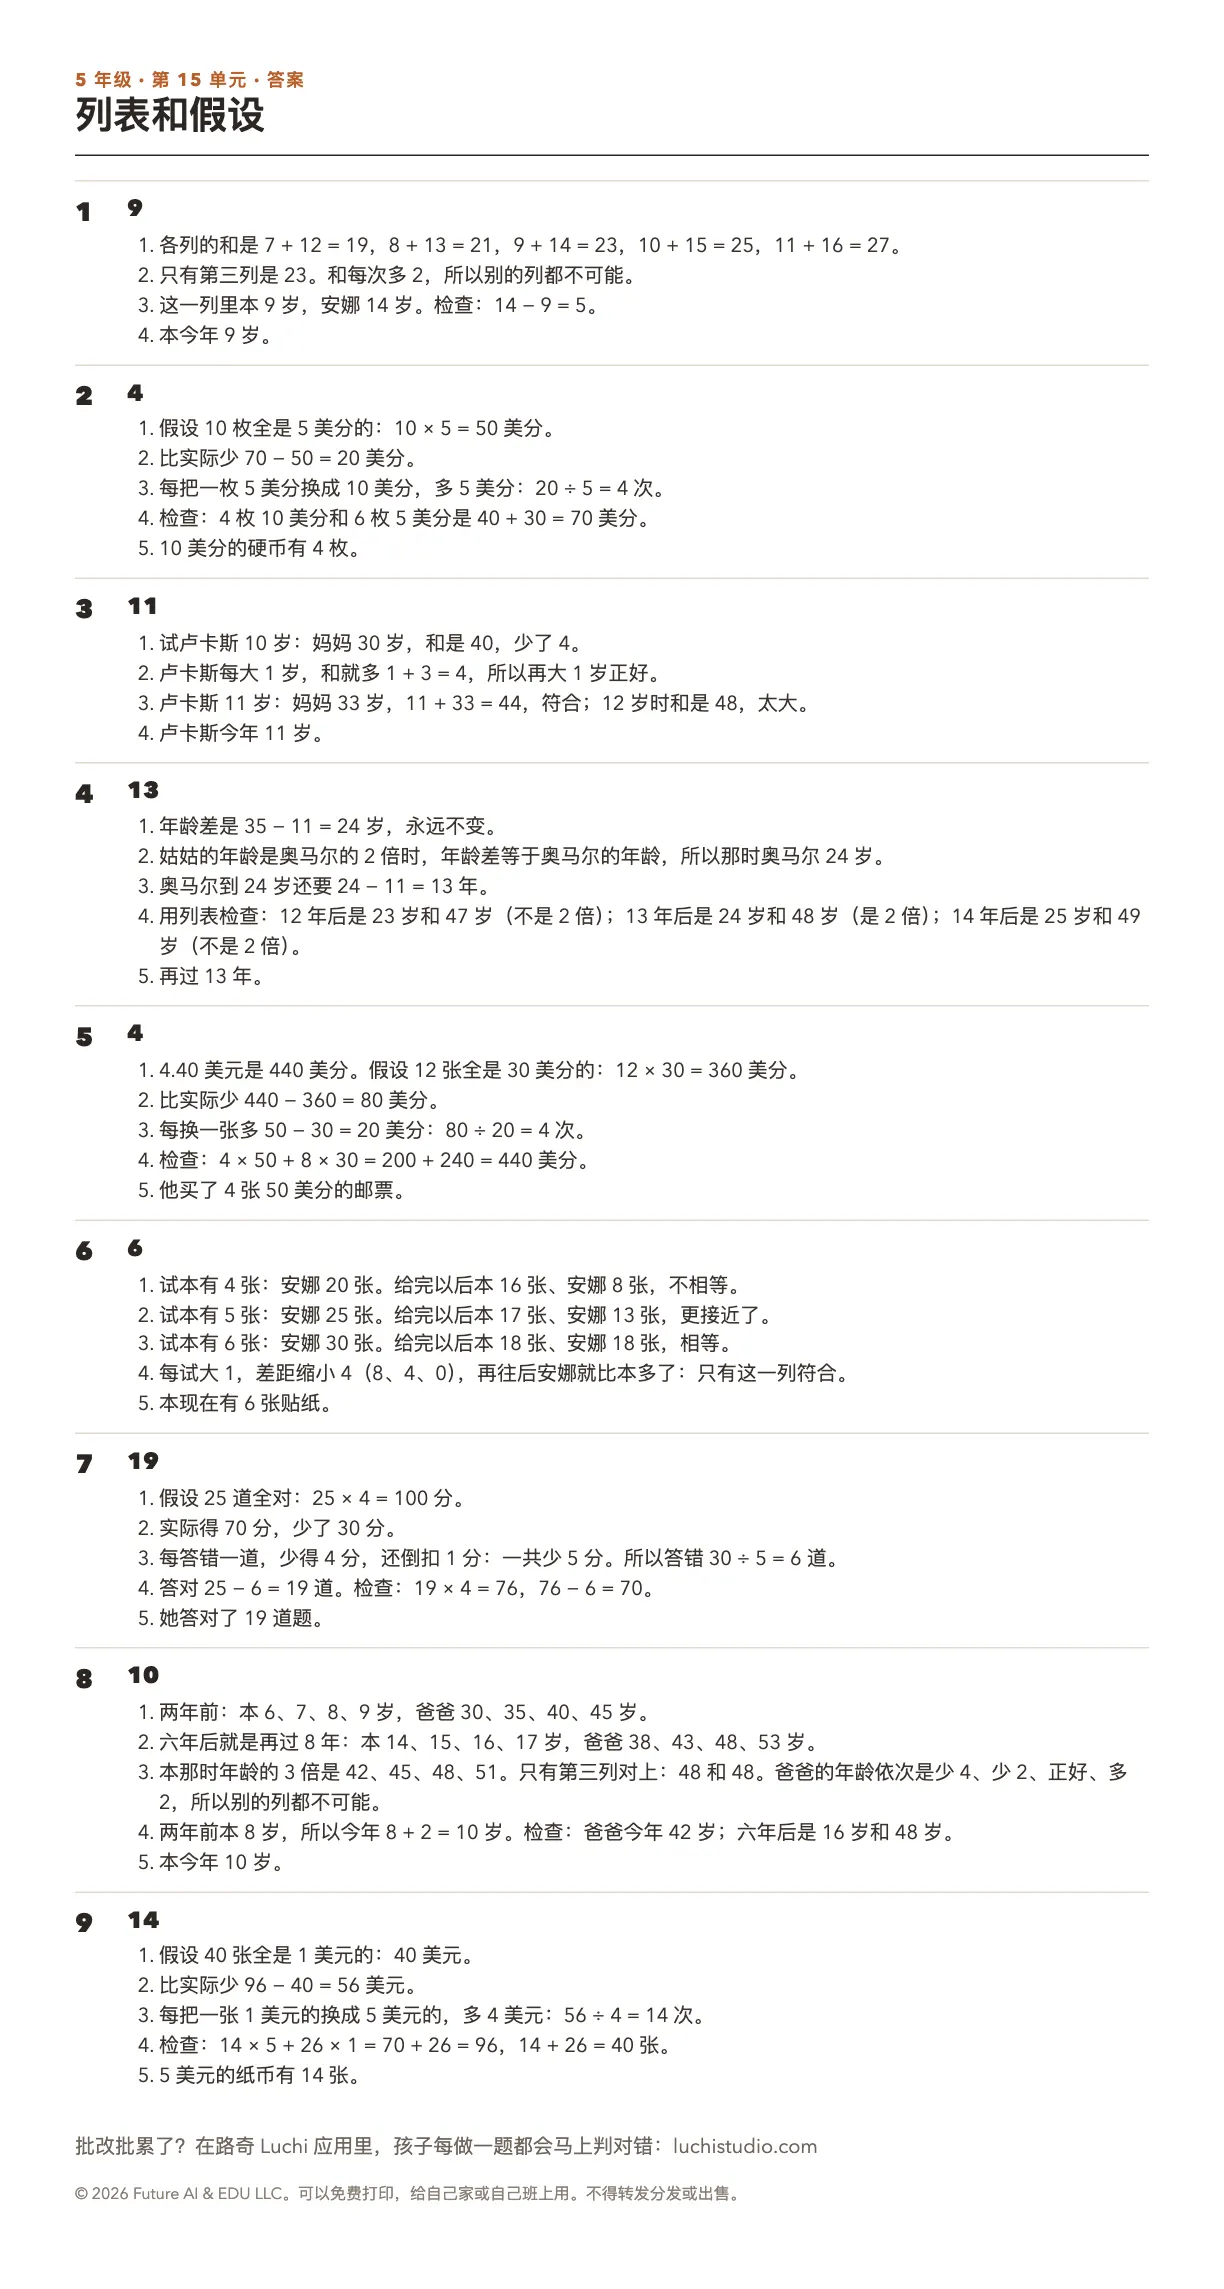 5 年级 · 第 15 单元 · 答案
列表和假设
1 9
1. 各列的和是 7 + 12 = 19，8 + 13 = 21，9 + 14 = 23，10 + 15 = 25，11 + 16 = 27。
2. 只有第三列是 23。和每次多 2，所以别的列都不可能。
3. 这一列里本 9 岁，安娜 14 岁。检查：14 − 9 = 5。
4. 本今年 9 岁。
2 4
1. 假设 10 枚全是 5 美分的：10 × 5 = 50 美分。
2. 比实际少 70 − 50 = 20 美分。
3. 每把一枚 5 美分换成 10 美分，多 5 美分：20 ÷ 5 = 4 次。
4. 检查：4 枚 10 美分和 6 枚 5 美分是 40 + 30 = 70 美分。
5. 10 美分的硬币有 4 枚。
3 11
1. 试卢卡斯 10 岁：妈妈 30 岁，和是 40，少了 4。
2. 卢卡斯每大 1 岁，和就多 1 + 3 = 4，所以再大 1 岁正好。
3. 卢卡斯 11 岁：妈妈 33 岁，11 + 33 = 44，符合；12 岁时和是 48，太大。
4. 卢卡斯今年 11 岁。
4 13
1. 年龄差是 35 − 11 = 24 岁，永远不变。
2. 姑姑的年龄是奥马尔的 2 倍时，年龄差等于奥马尔的年龄，所以那时奥马尔 24 岁。
3. 奥马尔到 24 岁还要 24 − 11 = 13 年。
4. 用列表检查：12 年后是 23 岁和 47 岁（不是 2 倍）；13 年后是 24 岁和 48 岁（是 2 倍）；14 年后是 25 岁和 49
岁（不是 2 倍）。
5. 再过 13 年。
5 4
1. 4.40 美元是 440 美分。假设 12 张全是 30 美分的：12 × 30 = 360 美分。
2. 比实际少 440 − 360 = 80 美分。
3. 每换一张多 50 − 30 = 20 美分：80 ÷ 20 = 4 次。
4. 检查：4 × 50 + 8 × 30 = 200 + 240 = 440 美分。
5. 他买了 4 张 50 美分的邮票。
6 6
1. 试本有 4 张：安娜 20 张。给完以后本 16 张、安娜 8 张，不相等。
2. 试本有 5 张：安娜 25 张。给完以后本 17 张、安娜 13 张，更接近了。
3. 试本有 6 张：安娜 30 张。给完以后本 18 张、安娜 18 张，相等。
4. 每试大 1，差距缩小 4（8、4、0），再往后安娜就比本多了：只有这一列符合。
5. 本现在有 6 张贴纸。
7 19
1. 假设 25 道全对：25 × 4 = 100 分。
2. 实际得 70 分，少了 30 分。
3. 每答错一道，少得 4 分，还倒扣 1 分：一共少 5 分。所以答错 30 ÷ 5 = 6 道。
4. 答对 25 − 6 = 19 道。检查：19 × 4 = 76，76 − 6 = 70。
5. 她答对了 19 道题。
8 10
1. 两年前：本 6、7、8、9 岁，爸爸 30、35、40、45 岁。
2. 六年后就是再过 8 年：本 14、15、16、17 岁，爸爸 38、43、48、53 岁。
3. 本那时年龄的 3 倍是 42、45、48、51。只有第三列对上：48 和 48。爸爸的年龄依次是少 4、少 2、正好、多
2，所以别的列都不可能。
4. 两年前本 8 岁，所以今年 8 + 2 = 10 岁。检查：爸爸今年 42 岁；六年后是 16 岁和 48 岁。
5. 本今年 10 岁。
9 14
1. 假设 40 张全是 1 美元的：40 美元。
2. 比实际少 96 − 40 = 56 美元。
3. 每把一张 1 美元的换成 5 美元的，多 4 美元：56 ÷ 4 = 14 次。
4. 检查：14 × 5 + 26 × 1 = 70 + 26 = 96，14 + 26 = 40 张。
5. 5 美元的纸币有 14 张。
批改批累了？在路奇 Luchi 应用里，孩子每做一题都会马上判对错：luchistudio.com
© 2026 Future AI & EDU LLC。可以免费打印，给自己家或自己班上用。不得转发分发或出售。